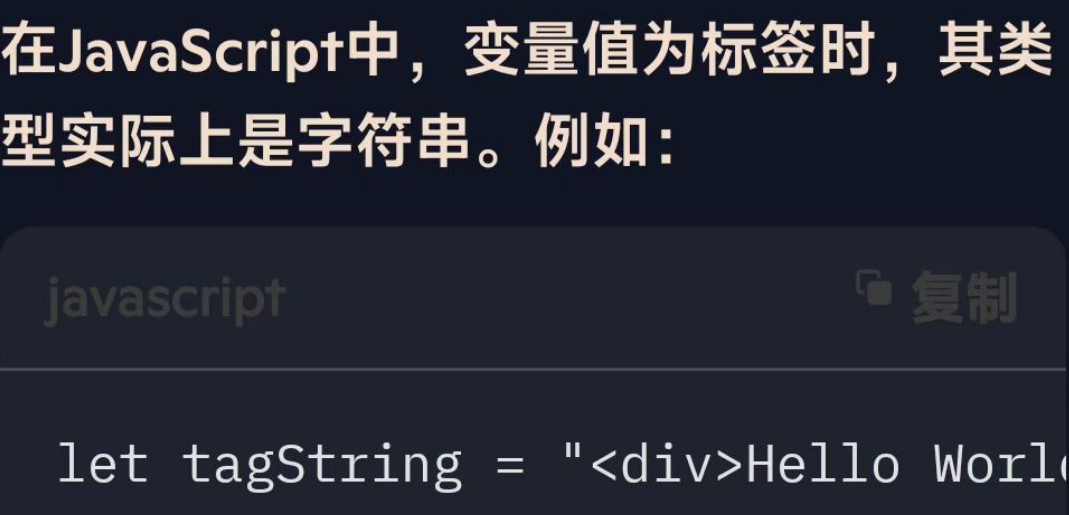 在JavaScript中，变量值为标签时，其类
型实际上是字符串。例如：
javascript
复制
let tagString = "<div>Hello Worl